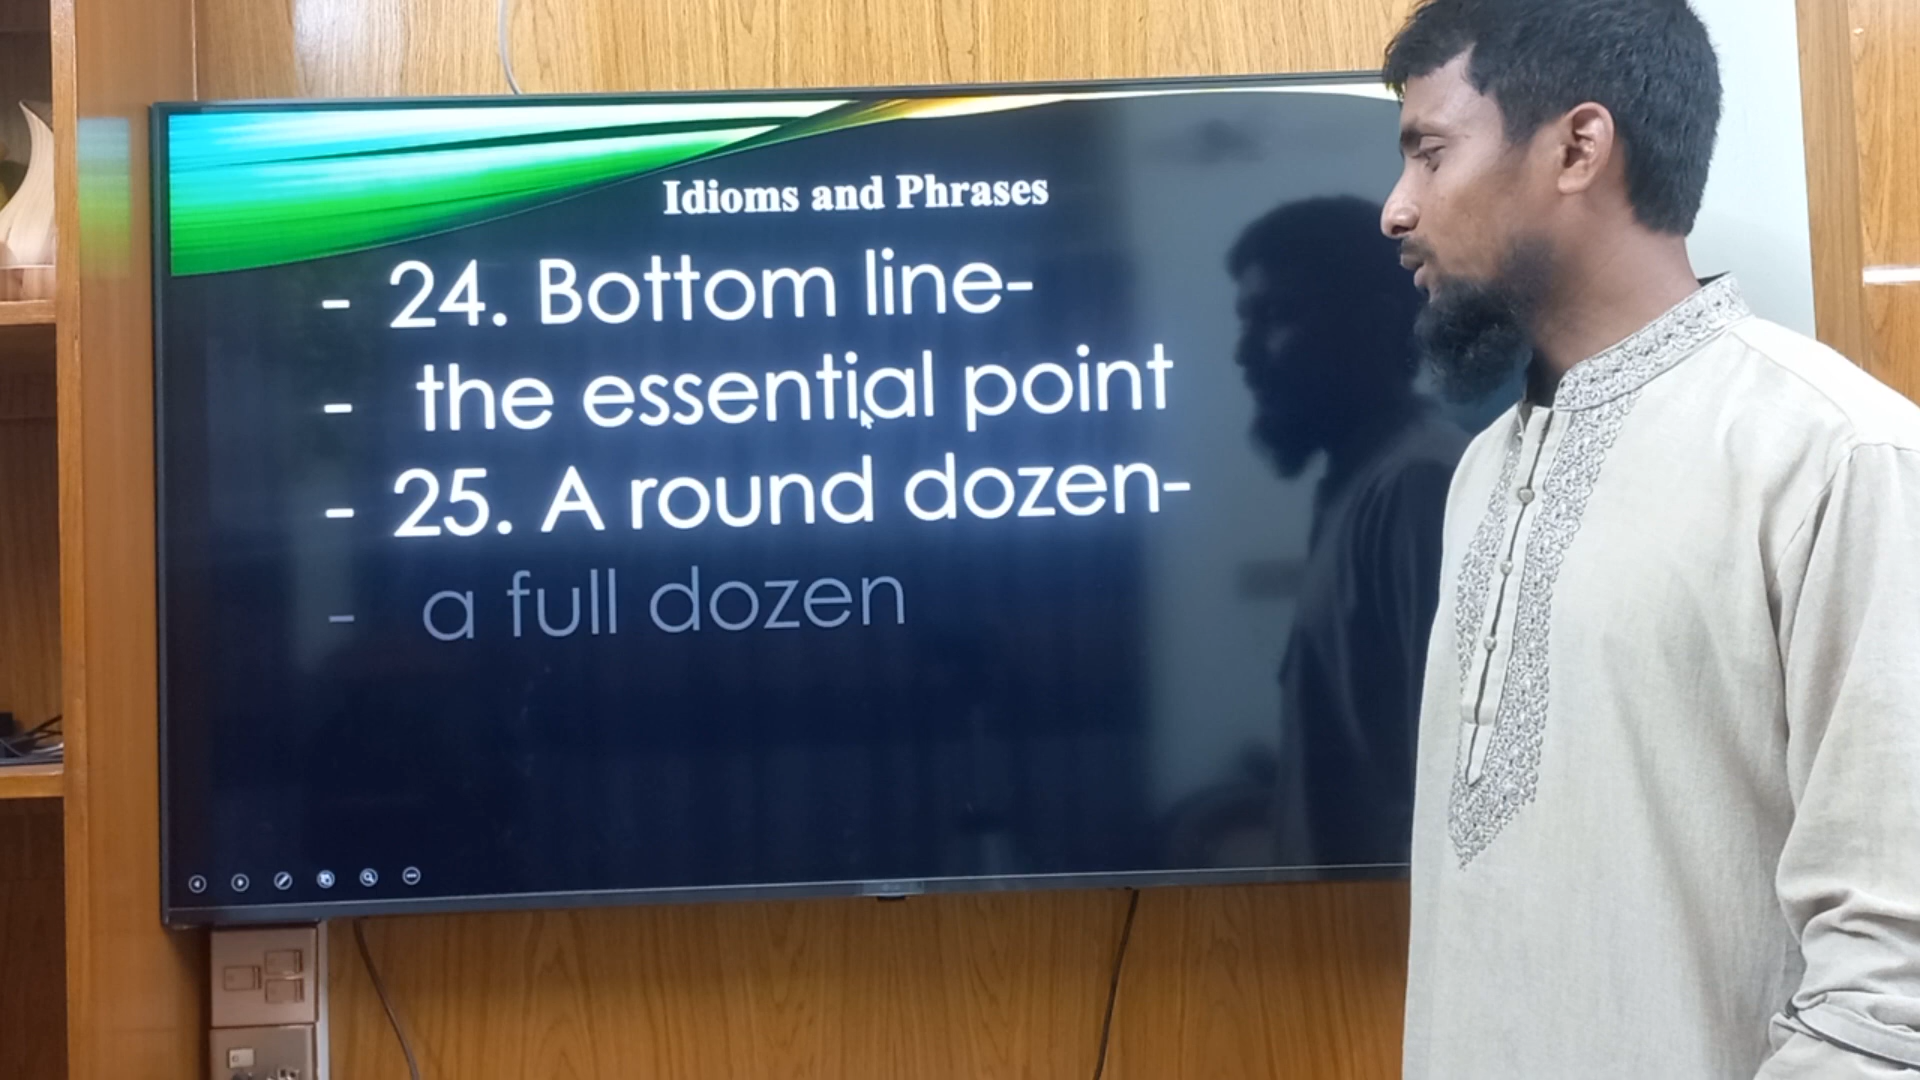 Idioms and Phrases
- 24. Bottom line-
- the essential point
- 25. A round dozen-
- a full dozen